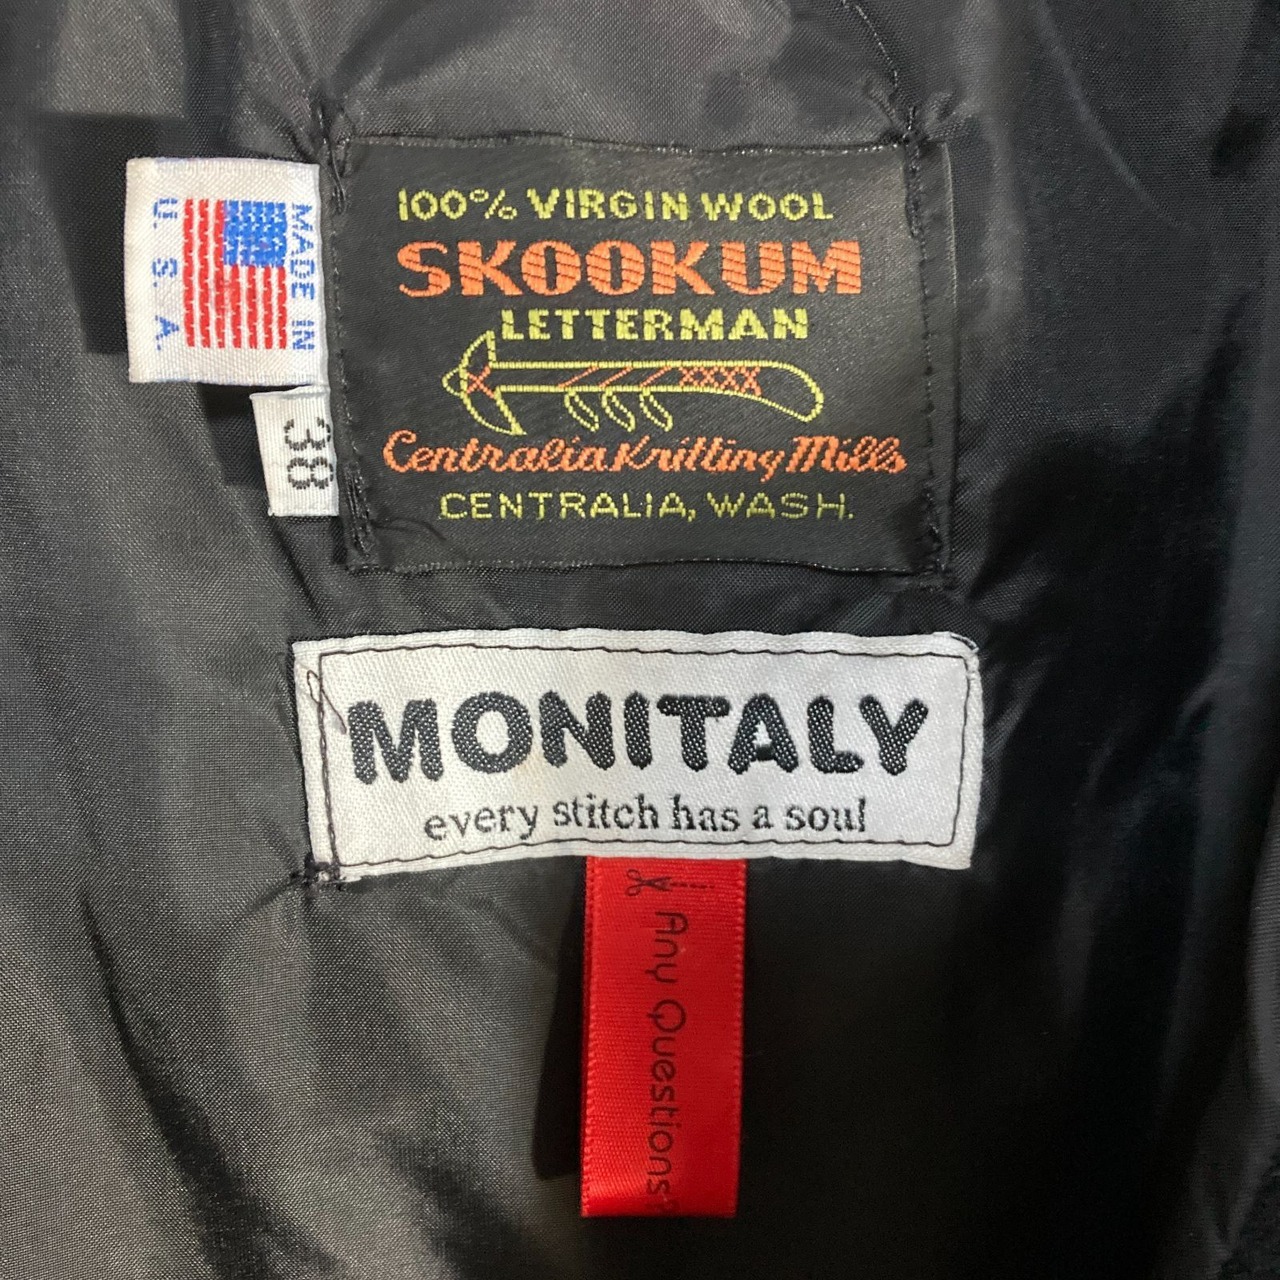 MADE IN
U.S.A.
38
100% VIRGIN WOOL
SKOOKUM
LETTERMAN
Centralia Knitting Mills
CENTRALIA, WASH.
MONITALY
every stitch has a soul
Any Questions?